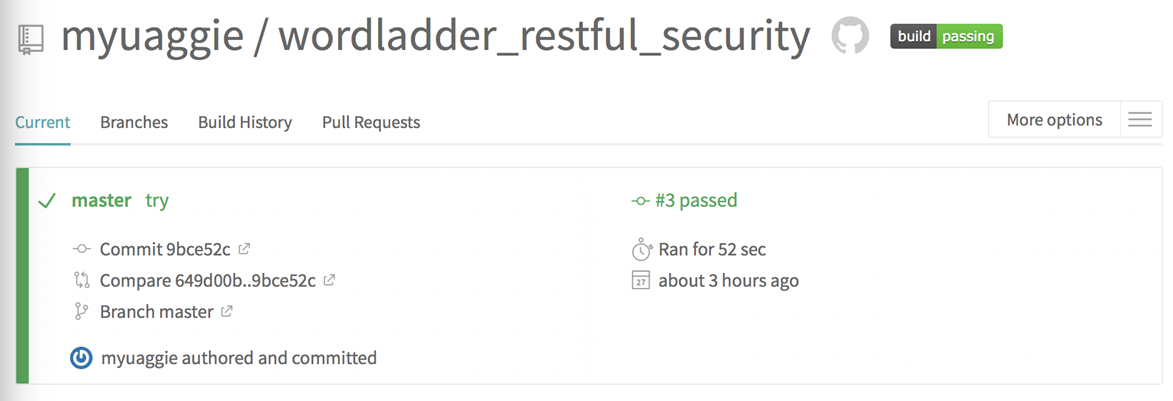 myuaggie / wordladder_restful_security build passing
Current Branches Build History Pull Requests More options
master try #3 passed
Commit 9bce52c Ran for 52 sec
Compare 649d00b..9bce52c 27 about 3 hours ago
Branch master
myuaggie authored and committed